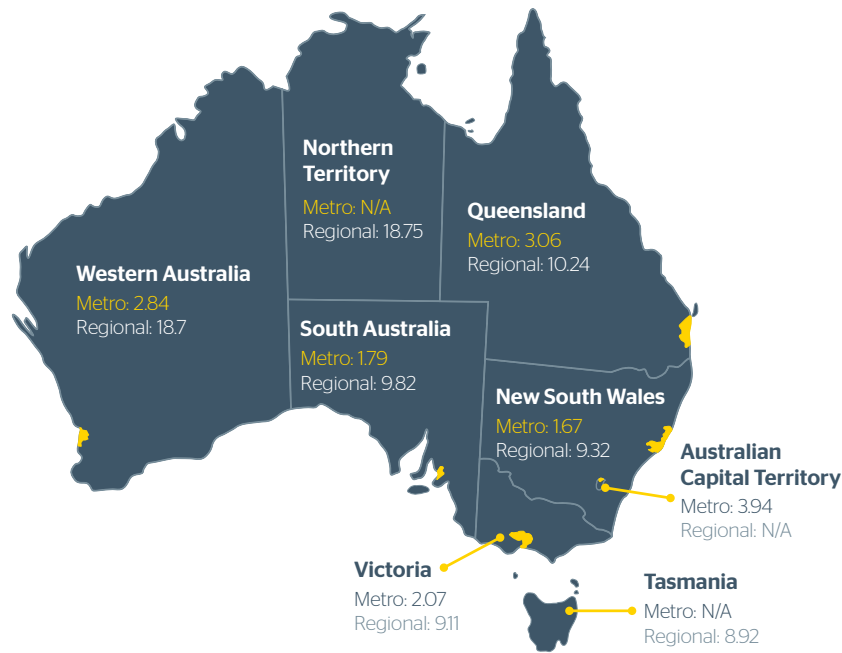 Northern
Territory
Metro: N/A
Regional: 18.75
Queensland
Metro: 3.06
Regional: 10.24
Western Australia
Metro: 2.84
Regional: 18.7
South Australia
Metro: 1.79
Regional: 9.82
New South Wales
Metro: 1.67
Regional: 9.32
Australian
Capital Territory
Metro: 3.94
Regional: N/A
Victoria
Metro: 2.07
Regional: 9.11
Tasmania
Metro: N/A
Regional: 8.92